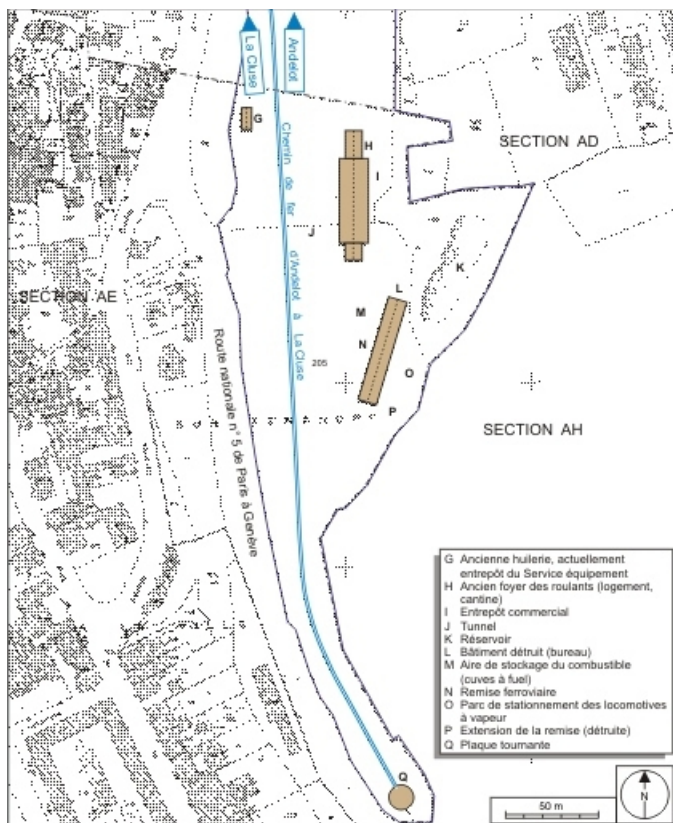 La Cluse
Andelot
G
H
SECTION AD
I
Chemin de fer d'Andelot à La Cluse
J
K
SECTION AE
L
M
N
Route nationale n° 5 de Paris à Genève
205
O
P
SECTION AH
G Ancienne huilerie, actuellement
entrepôt du Service équipement
H Ancien foyer des roulants (logement,
cantine)
I Entrepôt commercial
J Tunnel
K Réservoir
L Bâtiment détruit (bureau)
M Aire de stockage du combustible
(cuves à fuel)
N Remise ferroviaire
O Parc de stationnement des locomotives
à vapeur
P Extension de la remise (détruite)
Q Plaque tournante
Q
50 m
N